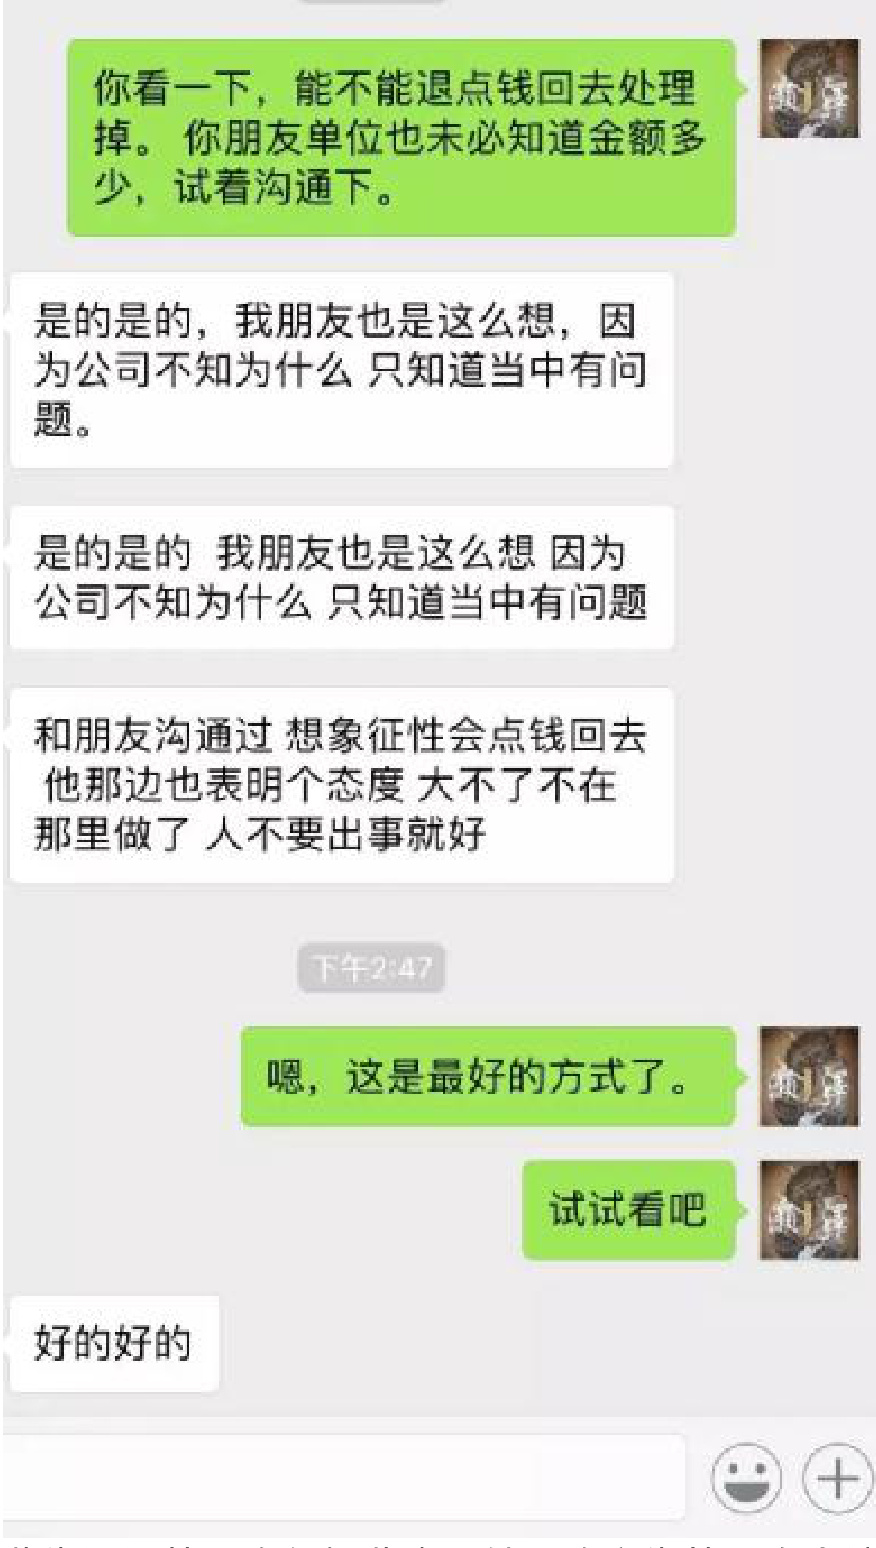 你看一下，能不能退点钱回去处理
掉。 你朋友单位也未必知道金额多
少，试着沟通下。
是的是的，我朋友也是这么想，因
为公司不知为什么 只知道当中有问
题。
是的是的 我朋友也是这么想 因为
公司不知为什么 只知道当中有问题
和朋友沟通过 想象征性会点钱回去
他那边也表明个态度 大不了不在
那里做了 人不要出事就好
下午2:47
嗯，这是最好的方式了。
试试看吧
好的好的